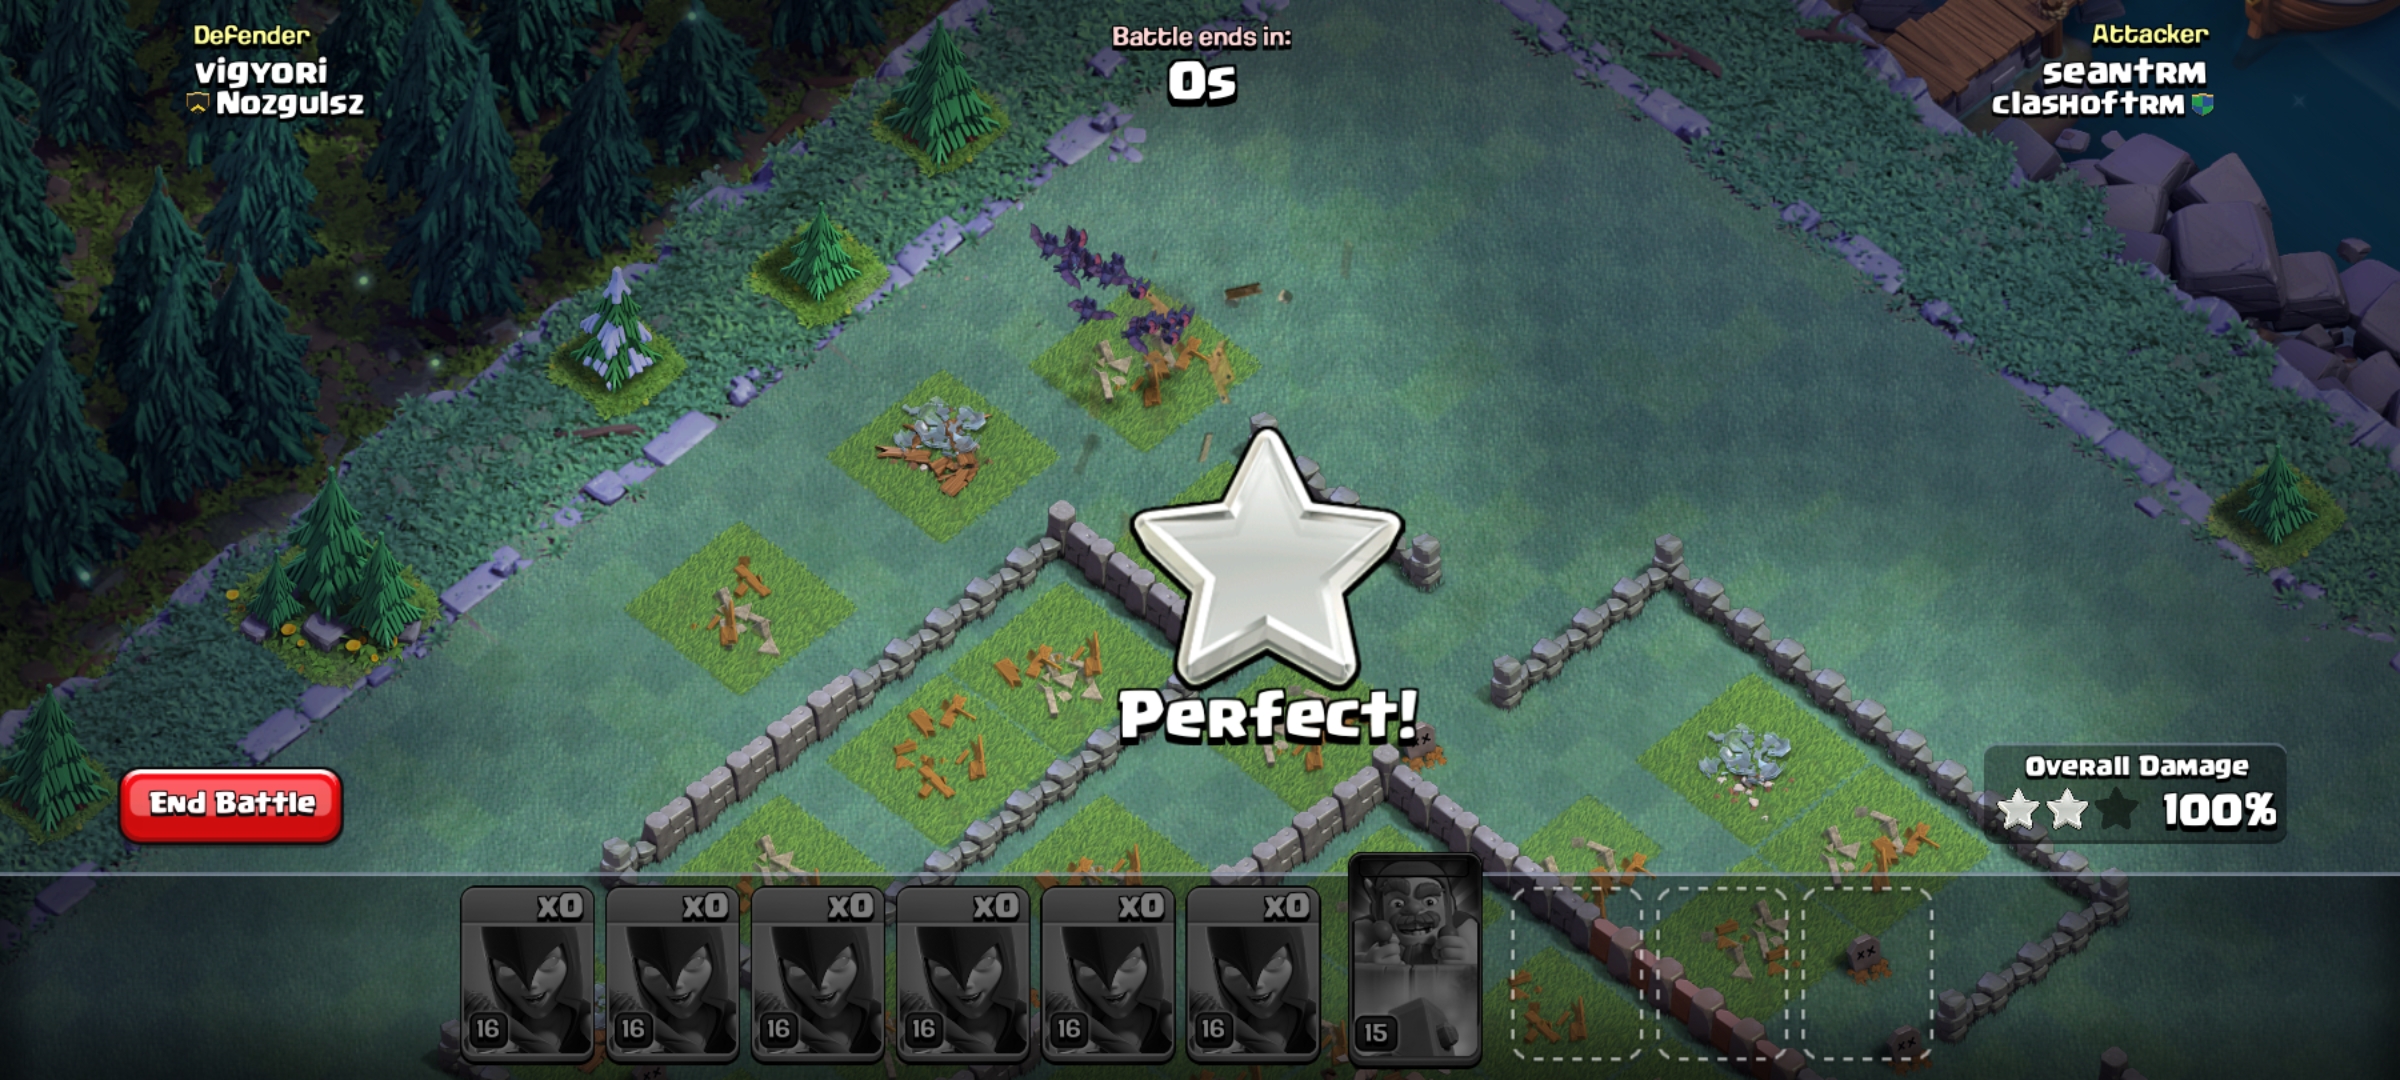 Defender
vigyori
Nozgulsz
Battle ends in:
0s
Attacker
seantrm
clashoftrm
Perfect!
End Battle
Overall Damage
100%
x0
x0
x0
x0
x0
x0
16
16
16
16
16
16
15